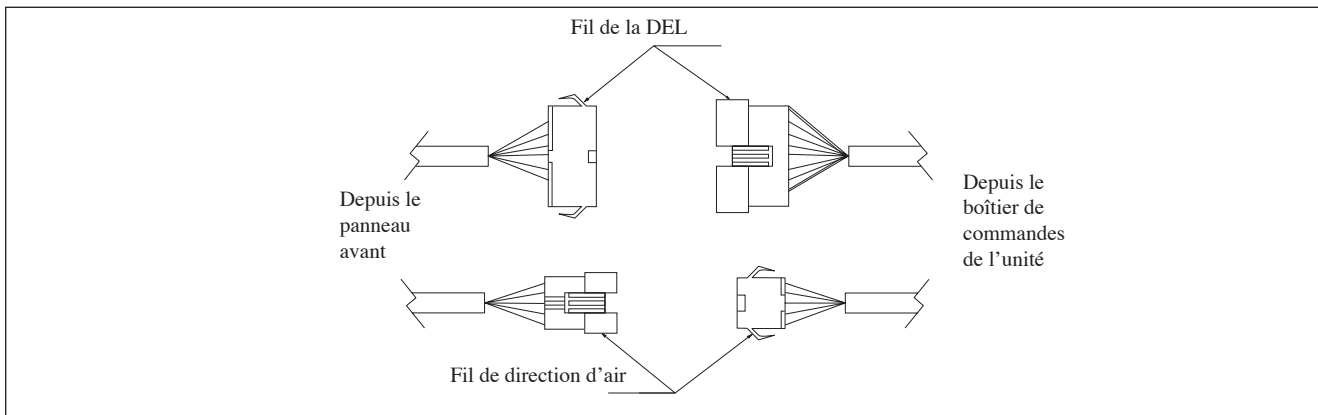 Fil de la DEL
Depuis le
panneau
avant
Depuis le
boîtier de
commandes
de l’unité
Fil de direction d’air